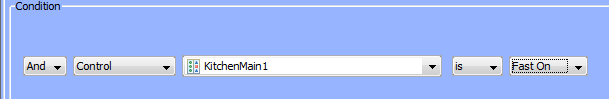 Condition
And Control KitchenMain1 is Fast On